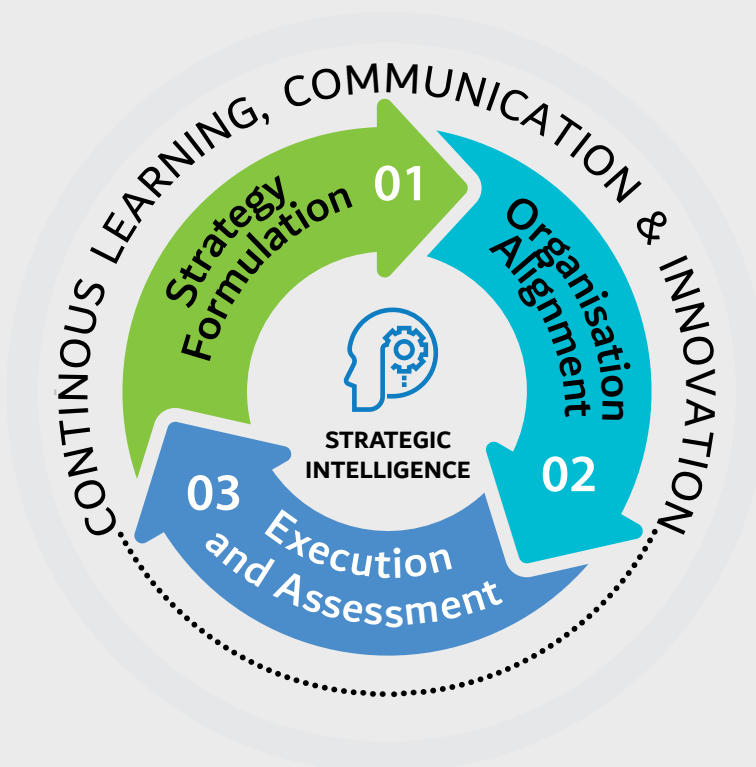 CONTINOUS LEARNING, COMMUNICATION & INNOVATION
01
Strategy
Formulation
Organisation
Alignment
02
03
Execution
and Assessment
STRATEGIC
INTELLIGENCE